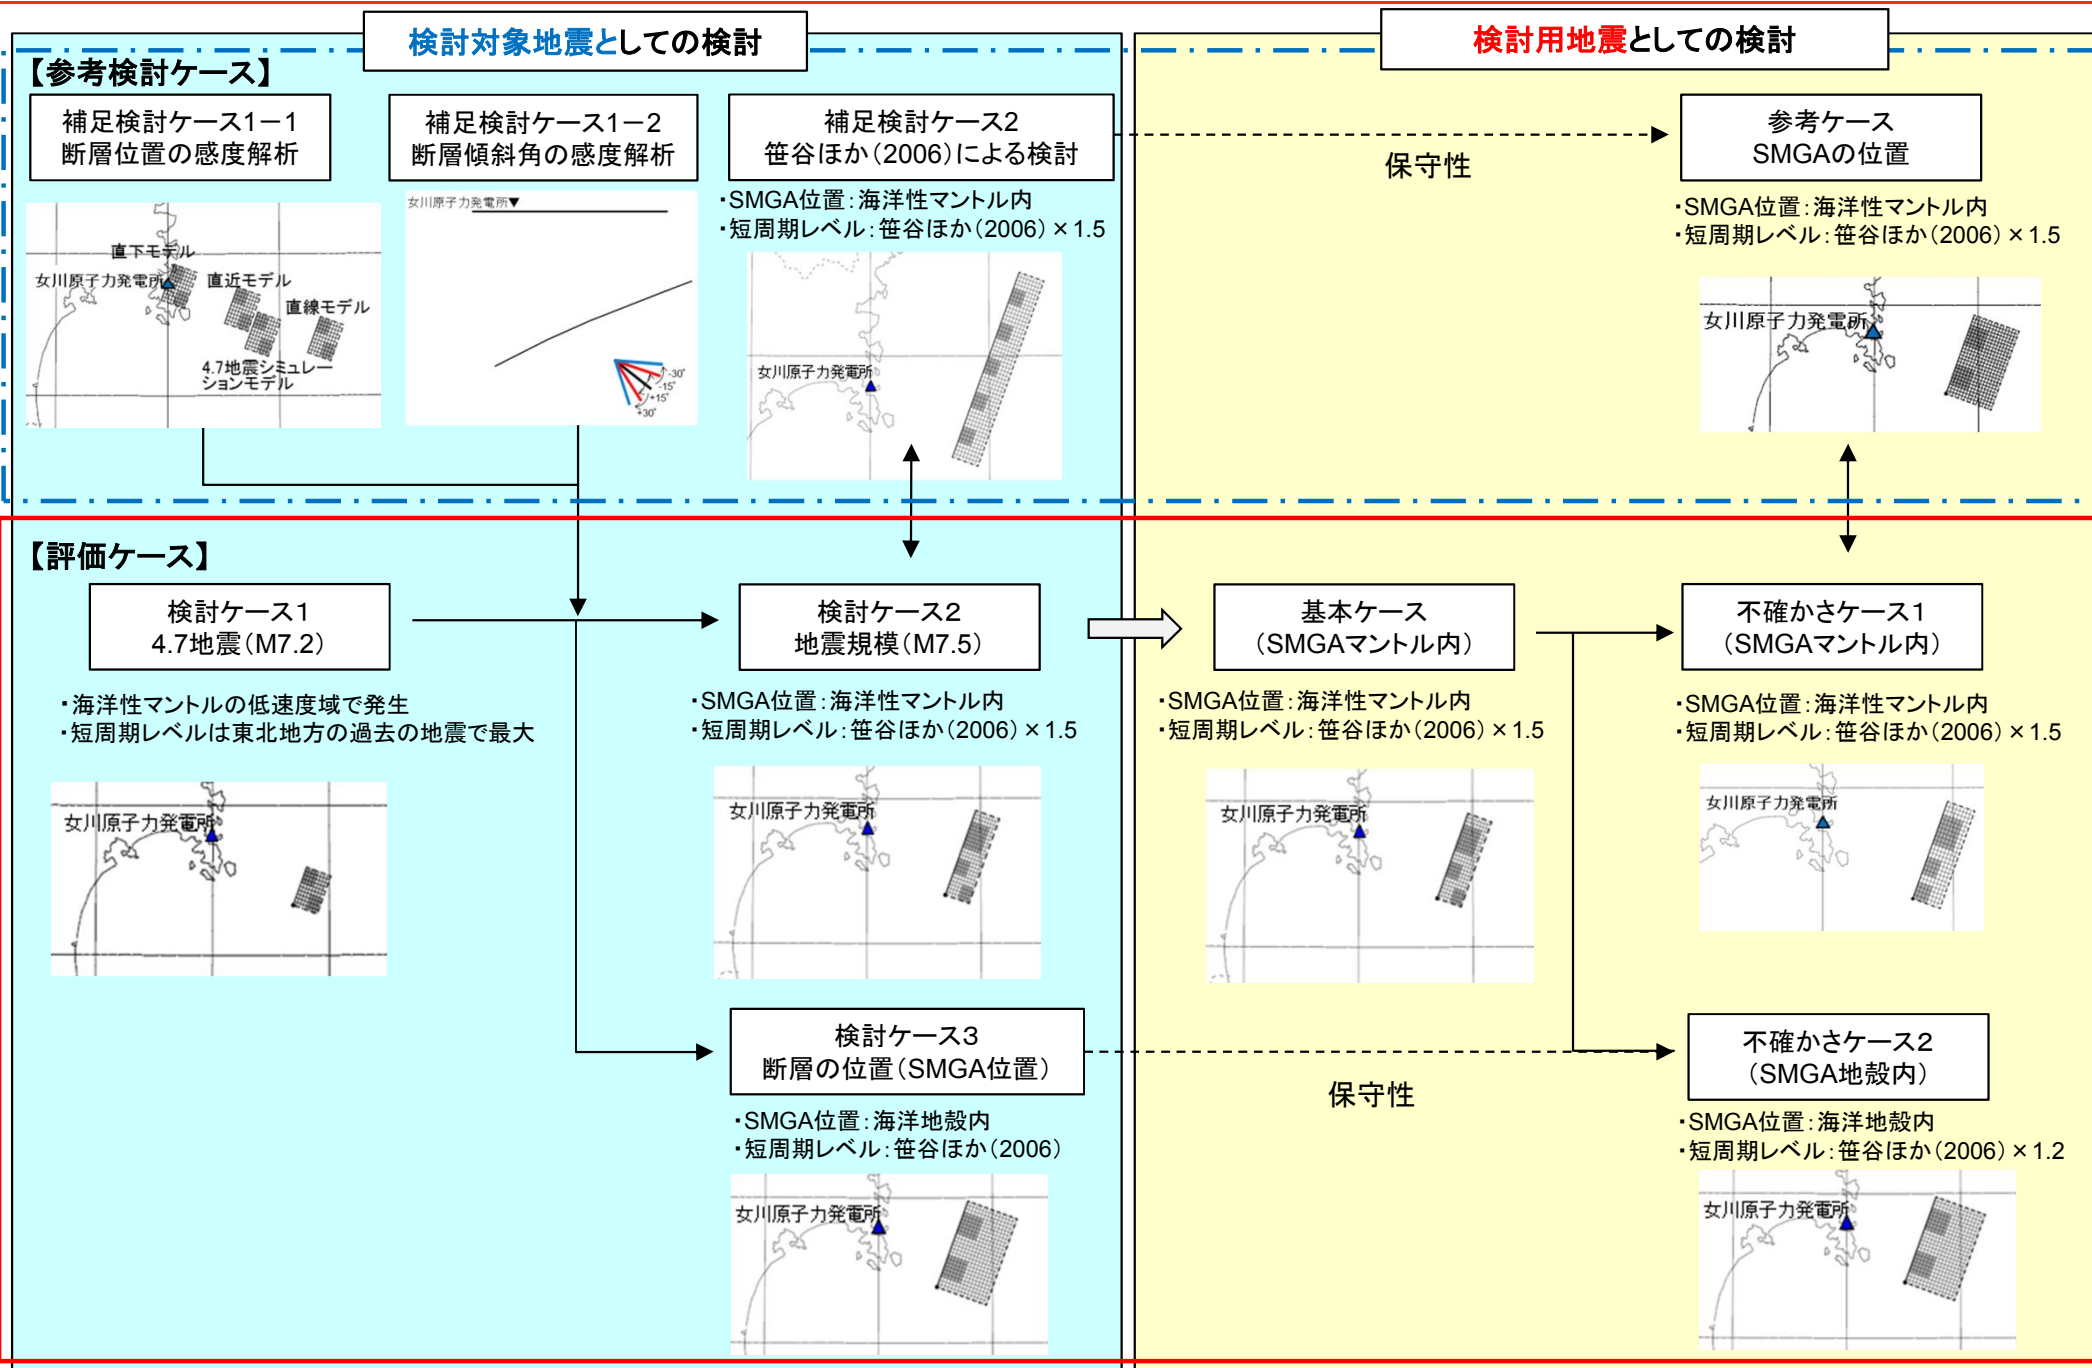 検討対象地震としての検討
検討用地震としての検討
【参考検討ケース】
補足検討ケース1－1
断層位置の感度解析
直下モデル
女川原子力発電所
直近モデル
直線モデル
4.7地震シミュレー
ションモデル
補足検討ケース1－2
断層傾斜角の感度解析
女川原子力発電所▼
-30°
-15°
+15°
+30°
補足検討ケース2
笹谷ほか（2006）による検討
・SMGA位置：海洋性マントル内
・短周期レベル：笹谷ほか（2006）×1.5
女川原子力発電所
保守性
参考ケース
SMGAの位置
・SMGA位置：海洋性マントル内
・短周期レベル：笹谷ほか（2006）×1.5
女川原子力発電所
【評価ケース】
検討ケース1
4.7地震（M7.2）
・海洋性マントルの低速度域で発生
・短周期レベルは東北地方の過去の地震で最大
女川原子力発電所
検討ケース2
地震規模（M7.5）
・SMGA位置：海洋性マントル内
・短周期レベル：笹谷ほか（2006）×1.5
女川原子力発電所
基本ケース
（SMGAマントル内）
・SMGA位置：海洋性マントル内
・短周期レベル：笹谷ほか（2006）×1.5
女川原子力発電所
不確かさケース1
（SMGAマントル内）
・SMGA位置：海洋性マントル内
・短周期レベル：笹谷ほか（2006）×1.5
女川原子力発電所
検討ケース3
断層の位置（SMGA位置）
・SMGA位置：海洋地殻内
・短周期レベル：笹谷ほか（2006）
女川原子力発電所
保守性
不確かさケース2
（SMGA地殻内）
・SMGA位置：海洋地殻内
・短周期レベル：笹谷ほか（2006）×1.2
女川原子力発電所